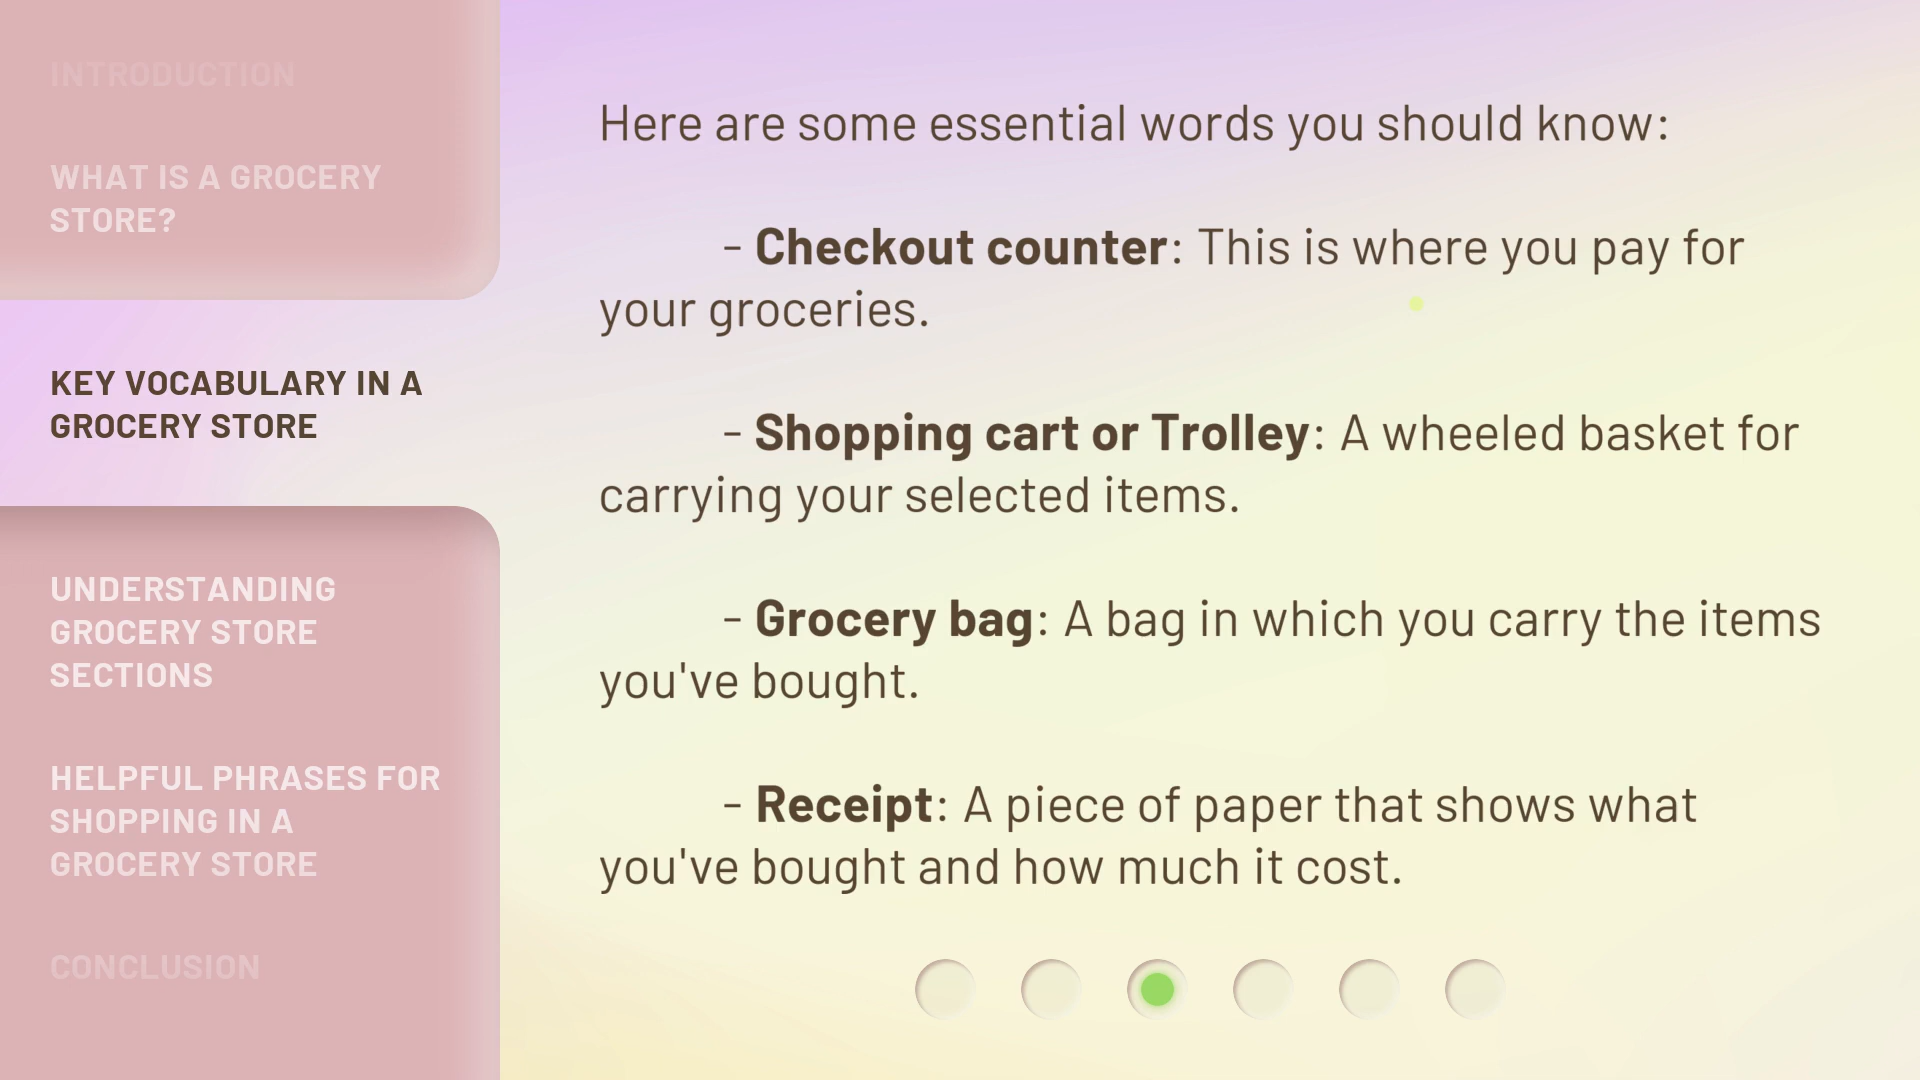 INTRODUCTION
WHAT IS A GROCERY
STORE?
KEY VOCABULARY IN A
GROCERY STORE
UNDERSTANDING
GROCERY STORE
SECTIONS
HELPFUL PHRASES FOR
SHOPPING IN A
GROCERY STORE
CONCLUSION
Here are some essential words you should know:
- Checkout counter: This is where you pay for
your groceries.
- Shopping cart or Trolley: A wheeled basket for
carrying your selected items.
- Grocery bag: A bag in which you carry the items
you've bought.
- Receipt: A piece of paper that shows what
you've bought and how much it cost.